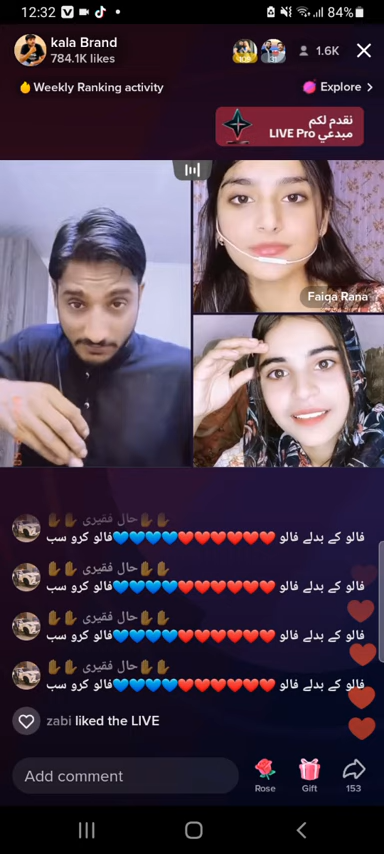 12:32
84%
kala Brand
784.1K likes
1.6K
Weekly Ranking activity
Explore
نقدم لكم
مبدعي LIVE Pro
Faiqa Rana
✋✋حال فقیری✋✋
فالو کے بدلے فالو ❤️❤️❤️❤️❤️❤️💙💙💙💙فالو کرو سب
✋✋حال فقیری✋✋
فالو کے بدلے فالو ❤️❤️❤️❤️❤️❤️💙💙💙💙فالو کرو سب
✋✋حال فقیری✋✋
فالو کے بدلے فالو ❤️❤️❤️❤️❤️❤️💙💙💙💙فالو کرو سب
✋✋حال فقیری✋✋
فالو کے بدلے فالو ❤️❤️❤️❤️❤️❤️💙💙💙💙فالو کرو سب
zabi liked the LIVE
Add comment
Rose
Gift
153